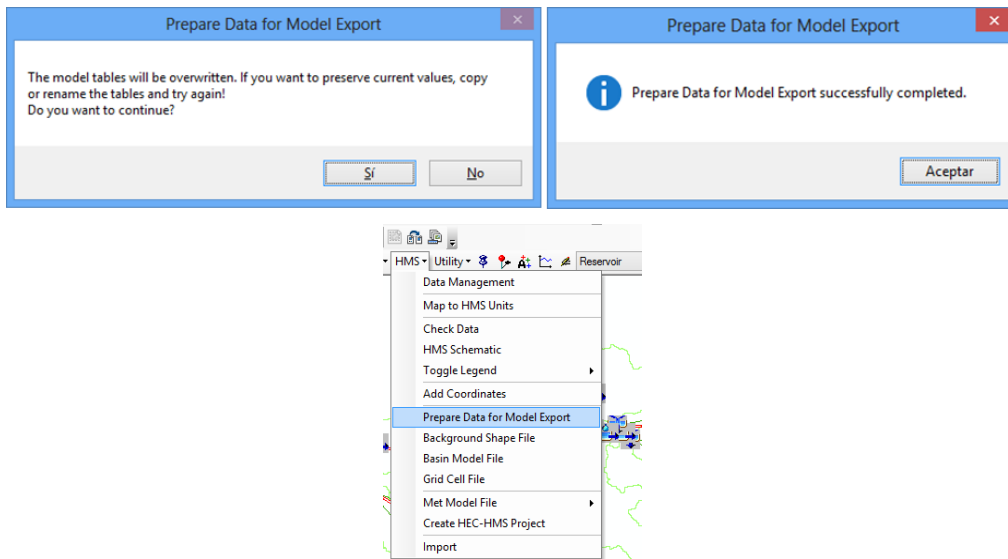 Prepare Data for Model Export
The model tables will be overwritten. If you want to preserve current values, copy
or rename the tables and try again!
Do you want to continue?
Sí
No
Prepare Data for Model Export
Prepare Data for Model Export successfully completed.
Aceptar
HMS
Utility
Reservoir
Data Management
Map to HMS Units
Check Data
HMS Schematic
Toggle Legend
Add Coordinates
Prepare Data for Model Export
Background Shape File
Basin Model File
Grid Cell File
Met Model File
Create HEC-HMS Project
Import